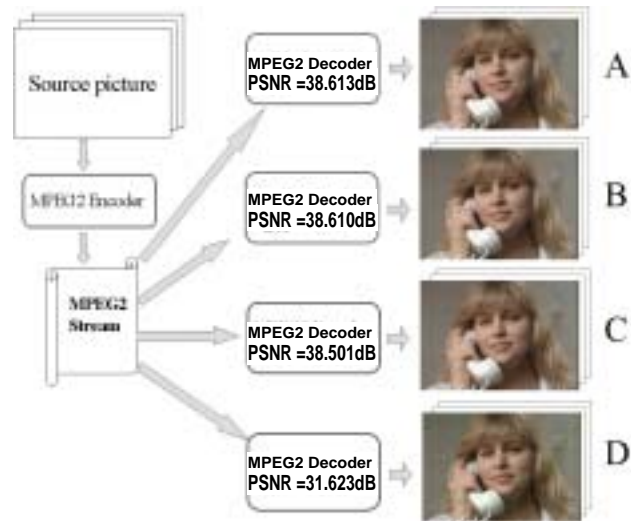 Source picture
MPEG2 Encoder
MPEG2
Stream
MPEG2 Decoder
PSNR =38.613dB
A
MPEG2 Decoder
PSNR =38.610dB
B
MPEG2 Decoder
PSNR =38.501dB
C
MPEG2 Decoder
PSNR =31.623dB
D